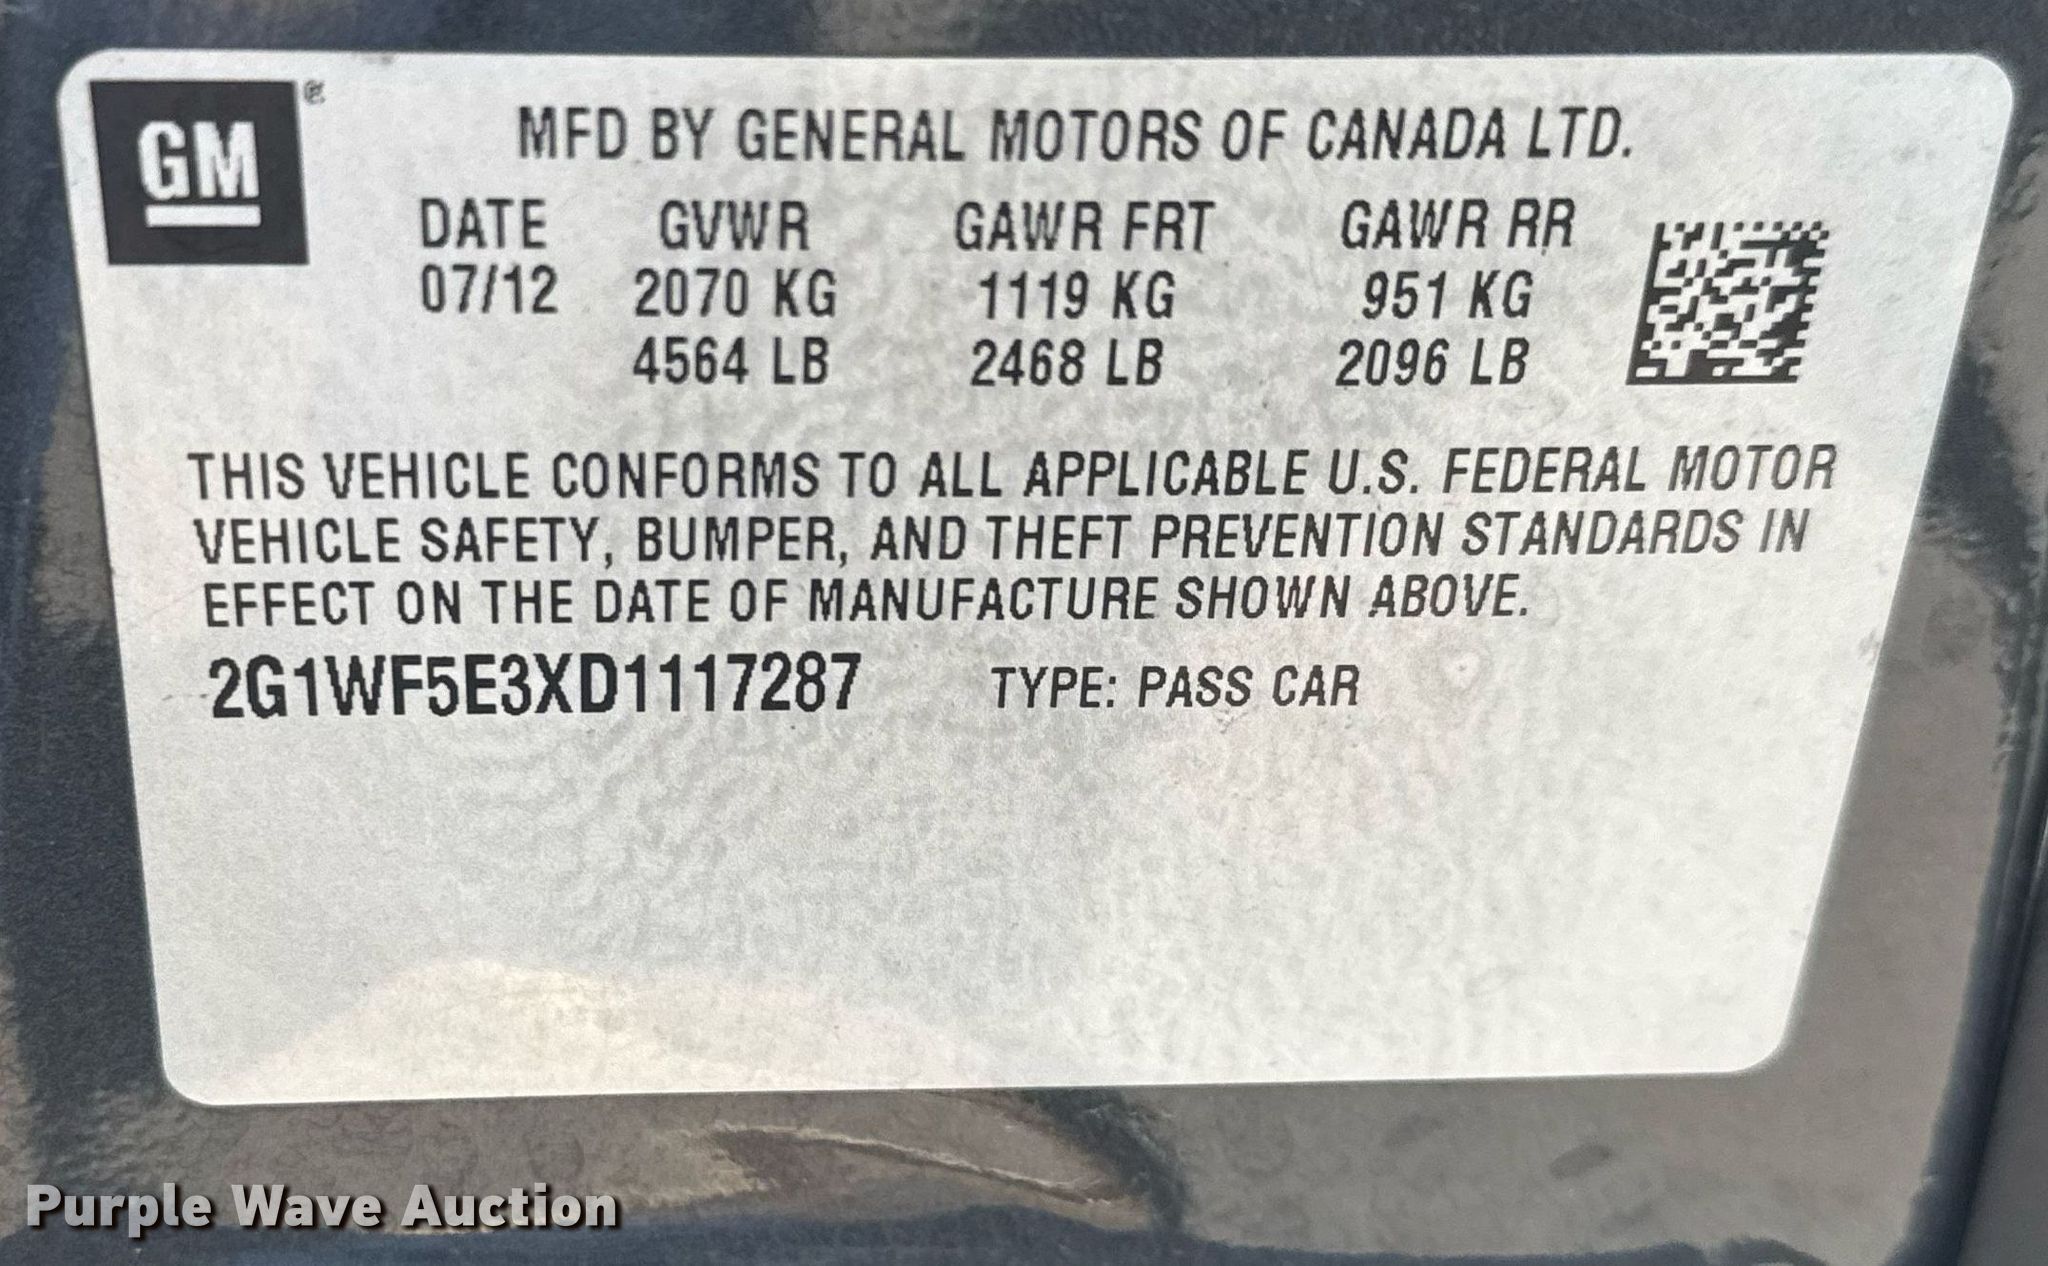 GM
MFD BY GENERAL MOTORS OF CANADA LTD.
DATE GVWR GAWR FRT GAWR RR
07/12 2070 KG 1119 KG 951 KG
4564 LB 2468 LB 2096 LB
THIS VEHICLE CONFORMS TO ALL APPLICABLE U.S. FEDERAL MOTOR
VEHICLE SAFETY, BUMPER, AND THEFT PREVENTION STANDARDS IN
EFFECT ON THE DATE OF MANUFACTURE SHOWN ABOVE.
2G1WF5E3XD1117287 TYPE: PASS CAR
Purple Wave Auction